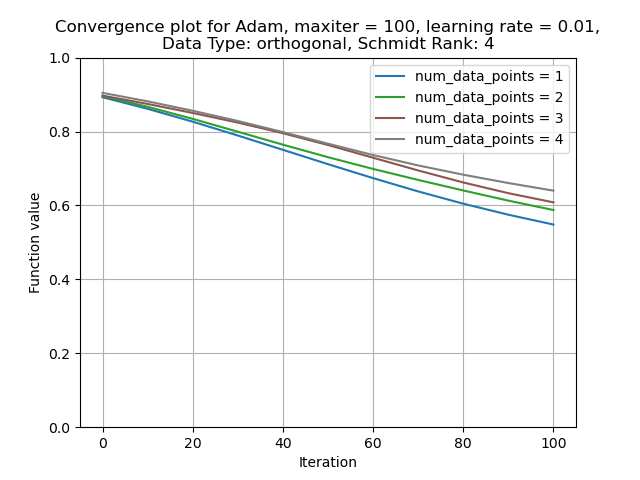 Convergence plot for Adam, maxiter = 100, learning rate = 0.01,
Data Type: orthogonal, Schmidt Rank: 4
num_data_points = 1
num_data_points = 2
num_data_points = 3
num_data_points = 4
1.0
0.8
0.6
0.4
0.2
0.0
Function value
0 20 40 60 80 100
Iteration